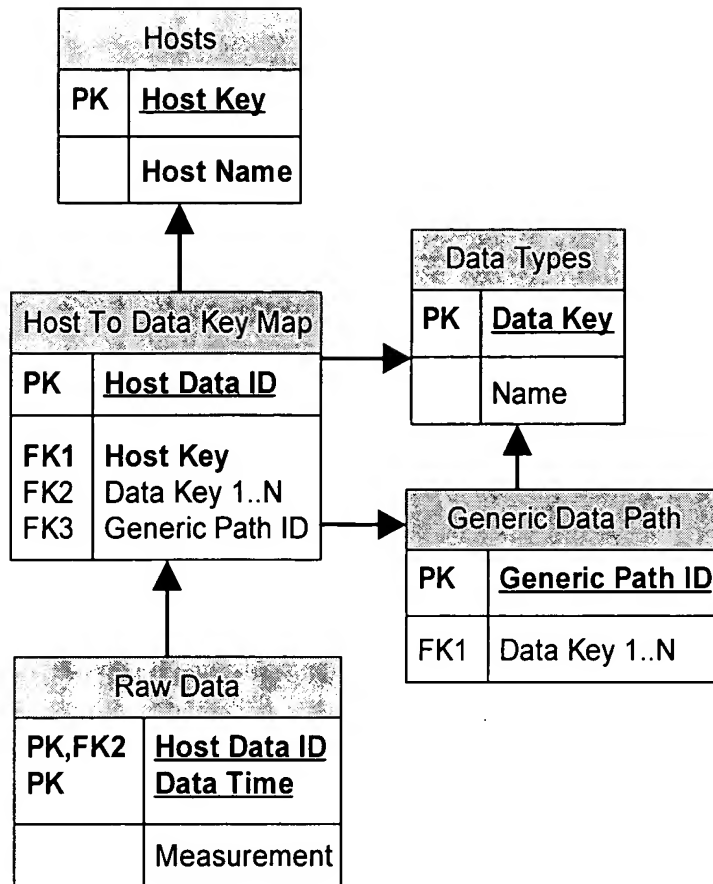 Hosts
PK Host Key
Host Name
Data Types
PK Data Key
Name
Host To Data Key Map
PK Host Data ID
FK1 Host Key
FK2 Data Key 1..N
FK3 Generic Path ID
Generic Data Path
PK Generic Path ID
FK1 Data Key 1..N
Raw Data
PK,FK2 Host Data ID
PK Data Time
Measurement